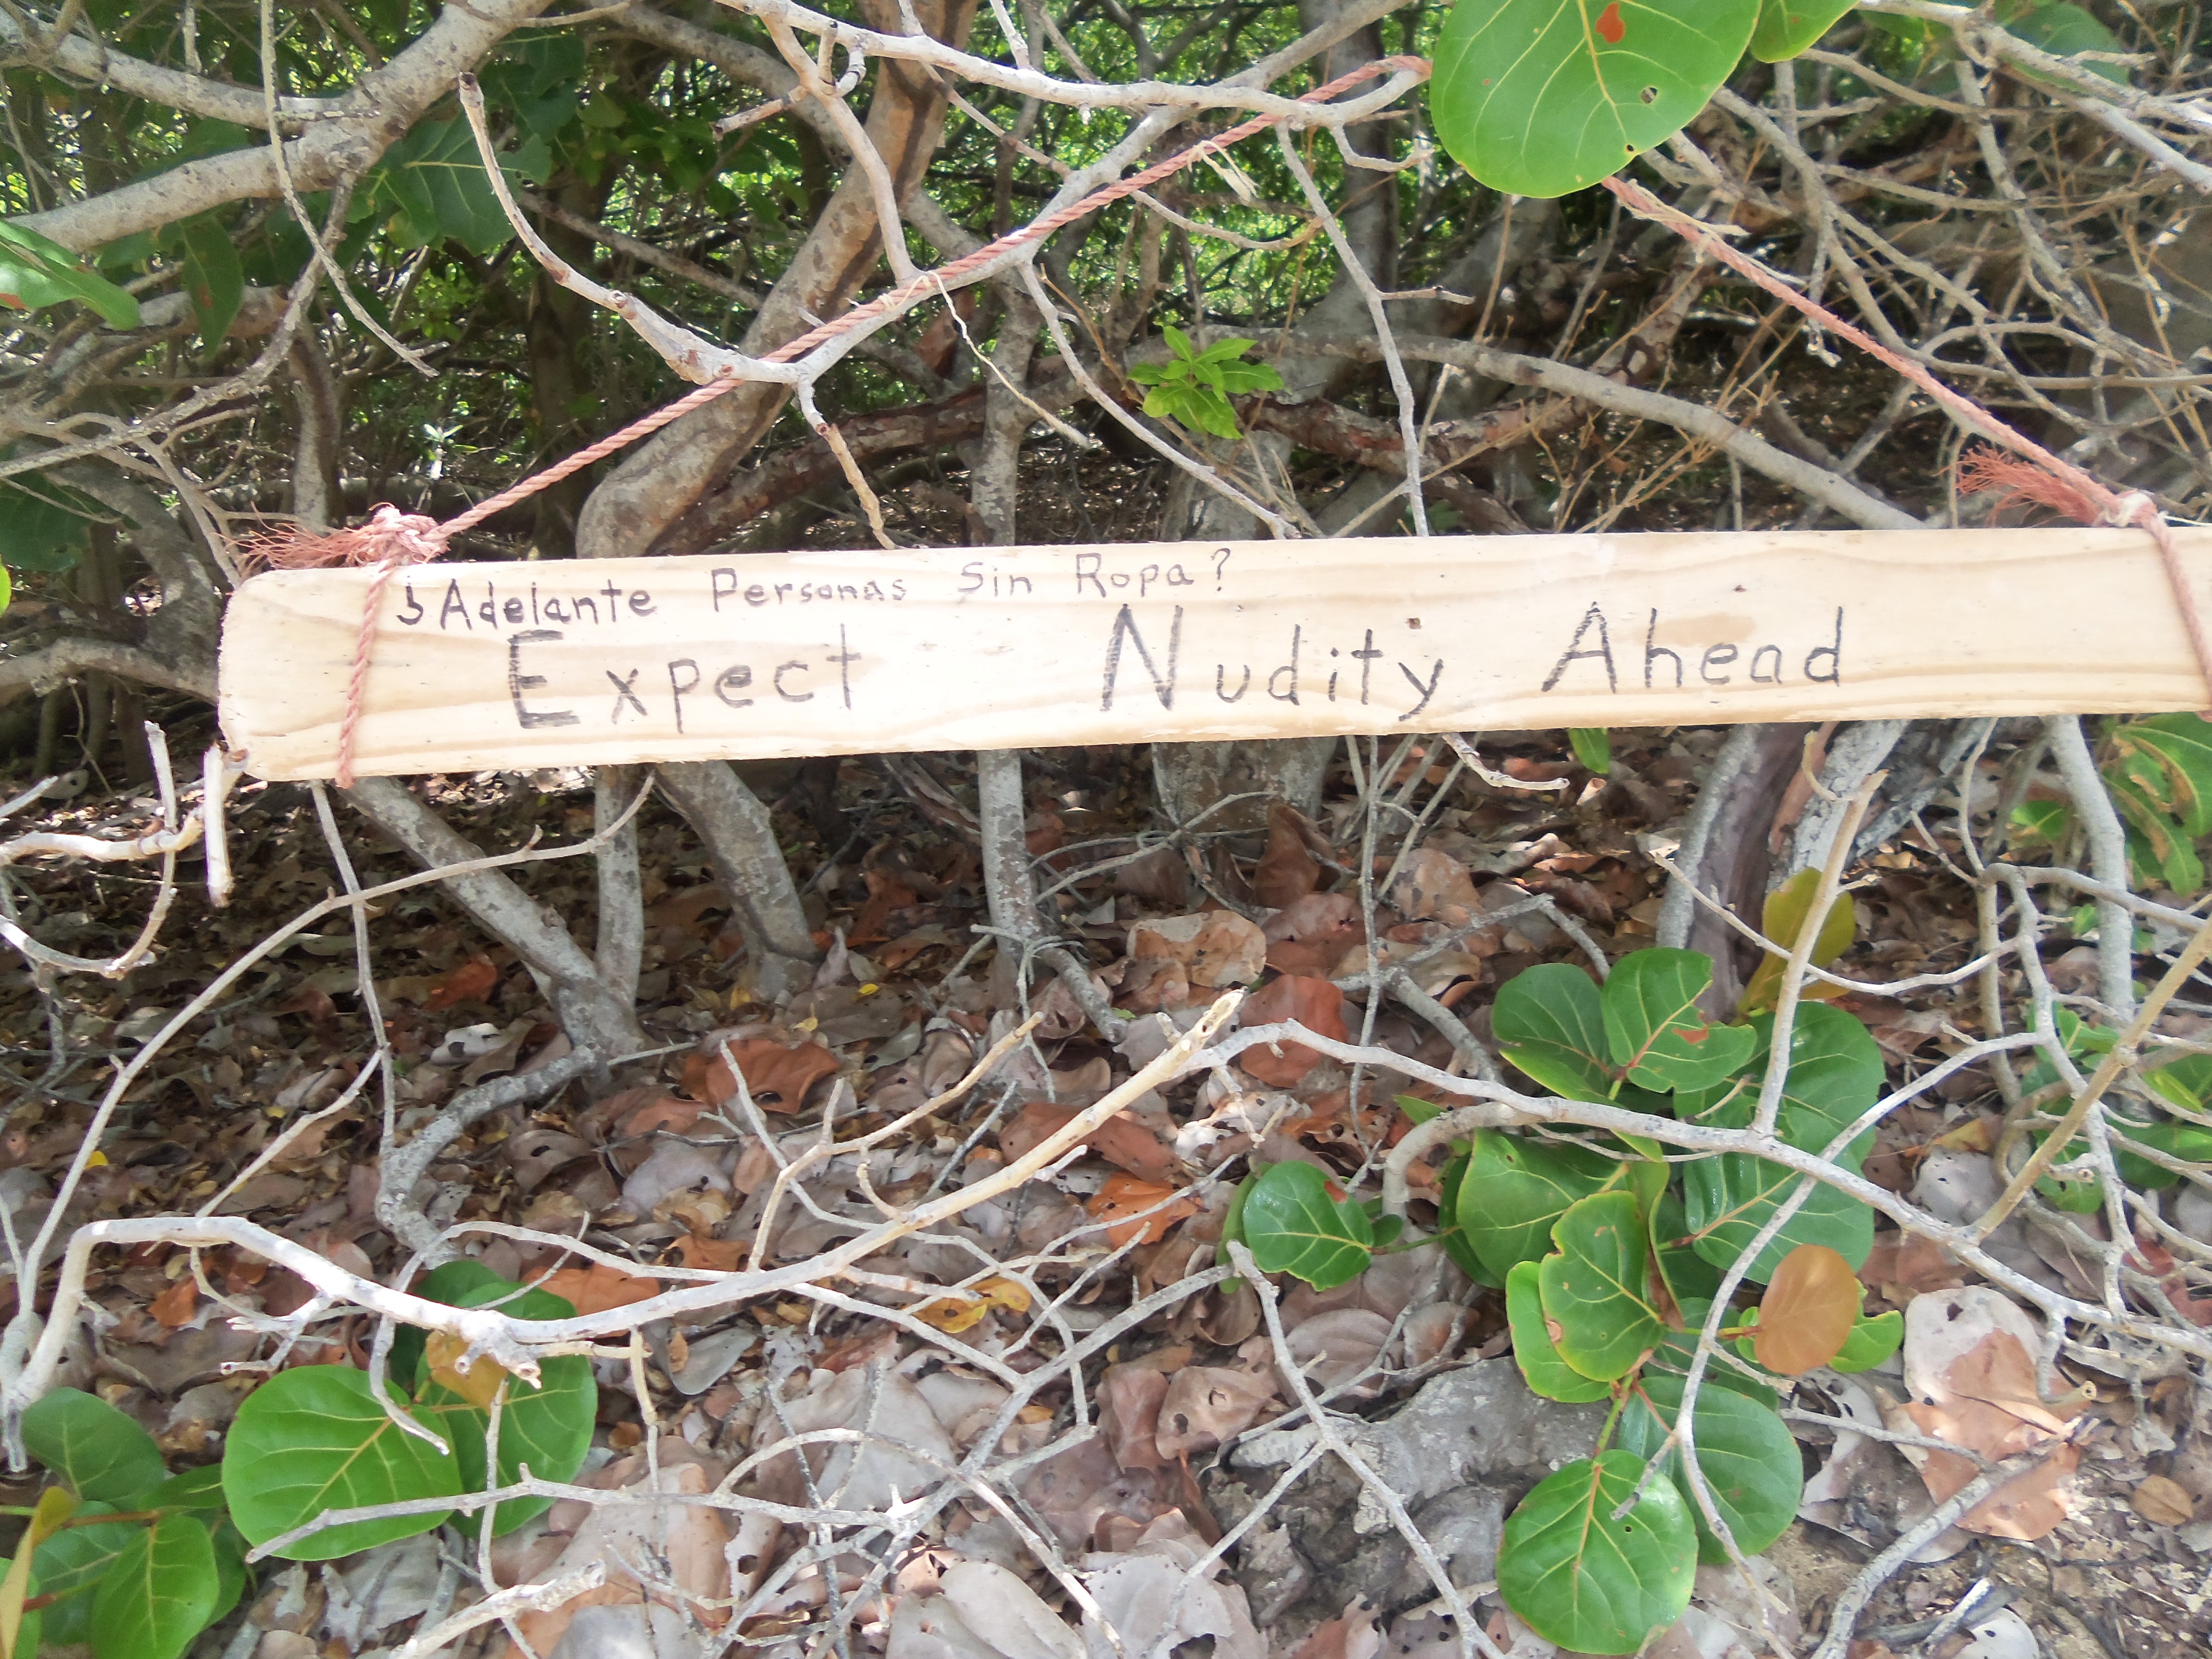 ¿Adelante Personas Sin Ropa?
Expect Nudity Ahead